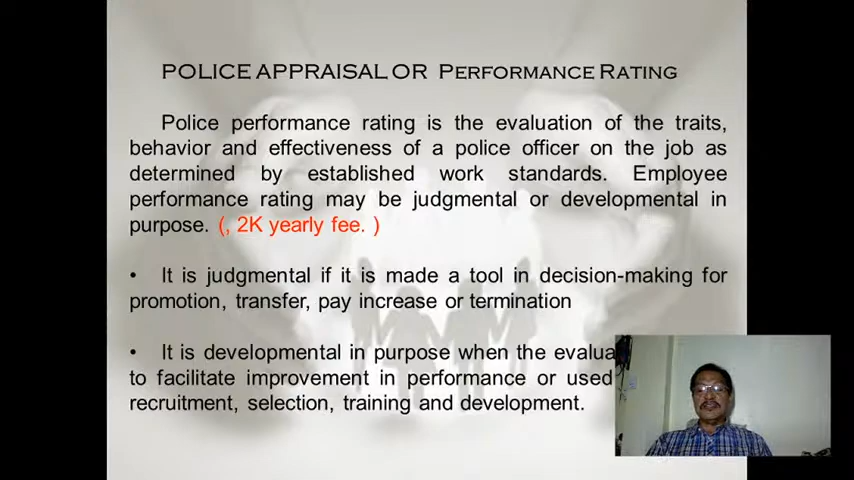 POLICE APPRAISAL OR PERFORMANCE RATING
Police performance rating is the evaluation of the traits,
behavior and effectiveness of a police officer on the job as
determined by established work standards. Employee
performance rating may be judgmental or developmental in
purpose. (, 2K yearly fee. )
• It is judgmental if it is made a tool in decision-making for
promotion, transfer, pay increase or termination
• It is developmental in purpose when the
to facilitate improvement in performance or used
recruitment, selection, training and development.